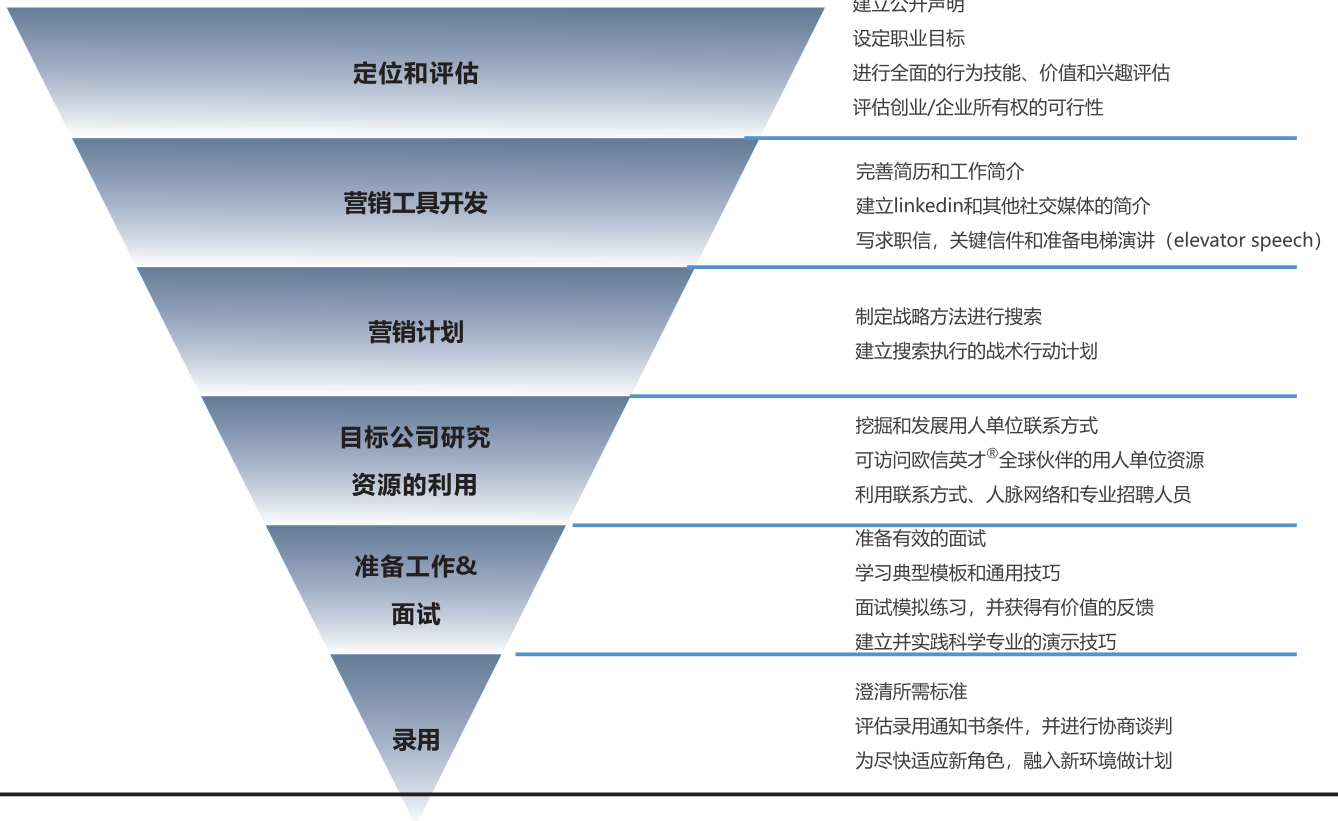 定位和评估
建立公开声明
设定职业目标
进行全面的行为技能、价值和兴趣评估
评估创业/企业所有权的可行性
营销工具开发
完善简历和工作简介
建立linkedin和其他社交媒体的简介
写求职信，关键信件和准备电梯演讲（elevator speech）
营销计划
制定战略方法进行搜索
建立搜索执行的战术行动计划
目标公司研究
资源的利用
挖掘和发展用人单位联系方式
可访问欧信英才®全球伙伴的用人单位资源
利用联系方式、人脉网络和专业招聘人员
准备工作&
面试
准备有效的面试
学习典型模板和通用技巧
面试模拟练习，并获得有价值的反馈
建立并实践科学专业的演示技巧
录用
澄清所需标准
评估录用通知书条件，并进行协商谈判
为尽快适应新角色，融入新环境做计划